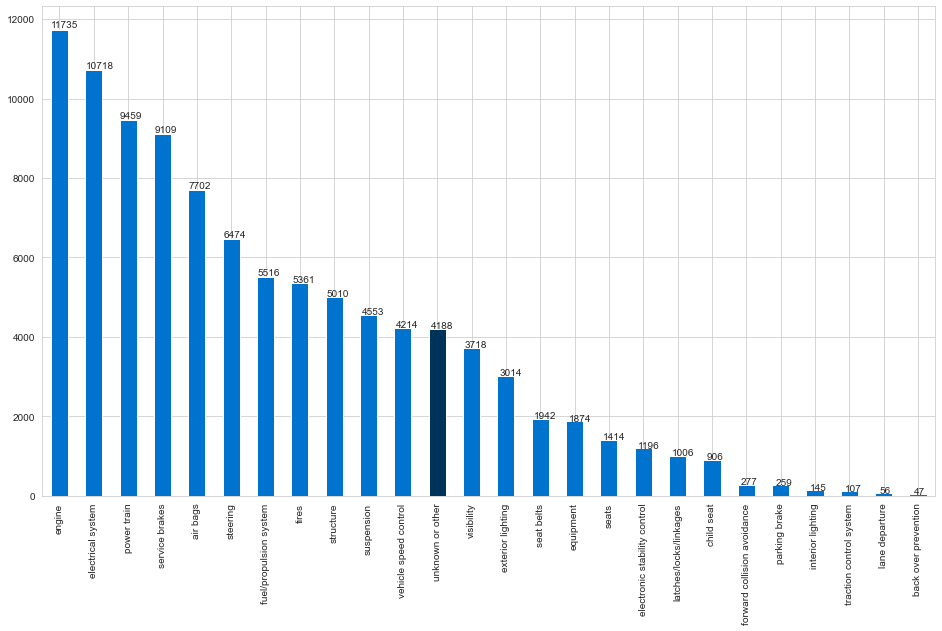 12000
10000
8000
6000
4000
2000
0
11735
10718
9459
9109
7702
6474
5516
5361
5010
4553
4214
4188
3718
3014
1942
1874
1414
1196
1006
906
277
259
145
107
56
47
engine
electrical system
power train
service brakes
air bags
steering
fuel/propulsion system
tires
structure
suspension
vehicle speed control
unknown or other
visibility
exterior lighting
seat belts
equipment
seats
electronic stability control
latches/locks/linkages
child seat
forward collision avoidance
parking brake
interior lighting
traction control system
lane departure
back over prevention